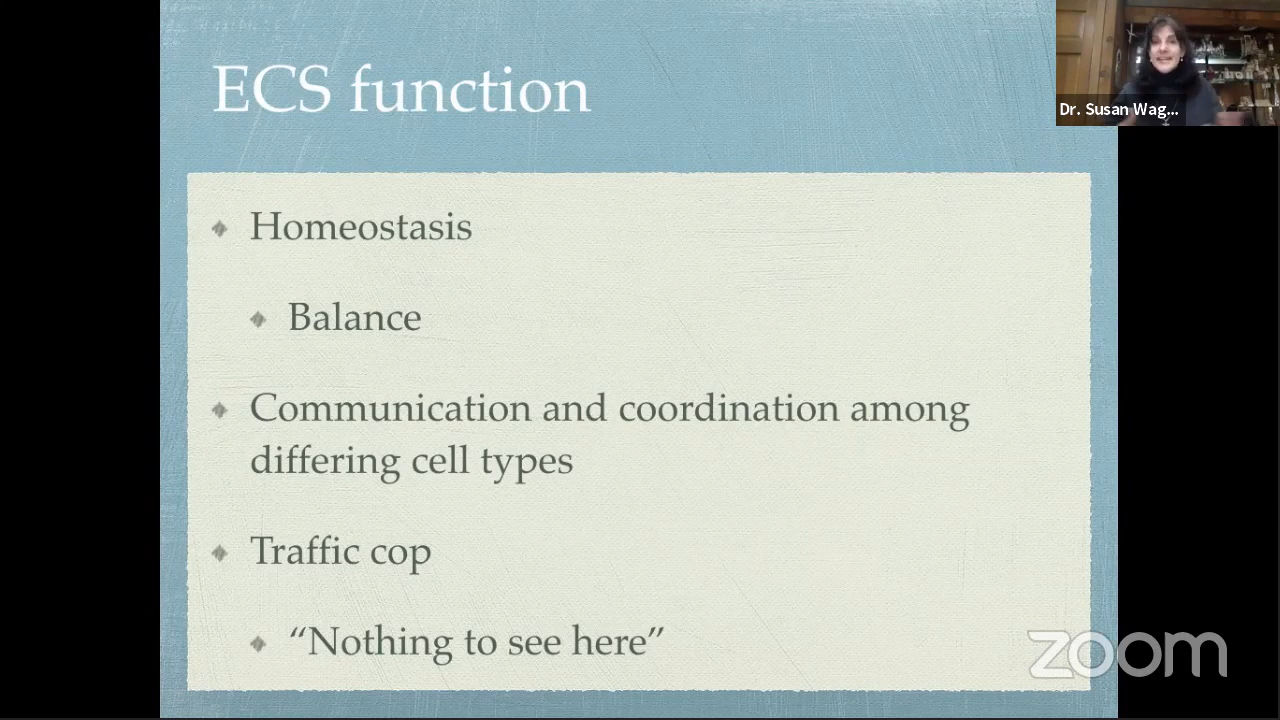 ECS function
Dr. Susan Wag...
Homeostasis
Balance
Communication and coordination among
differing cell types
Traffic cop
“Nothing to see here”
zoom